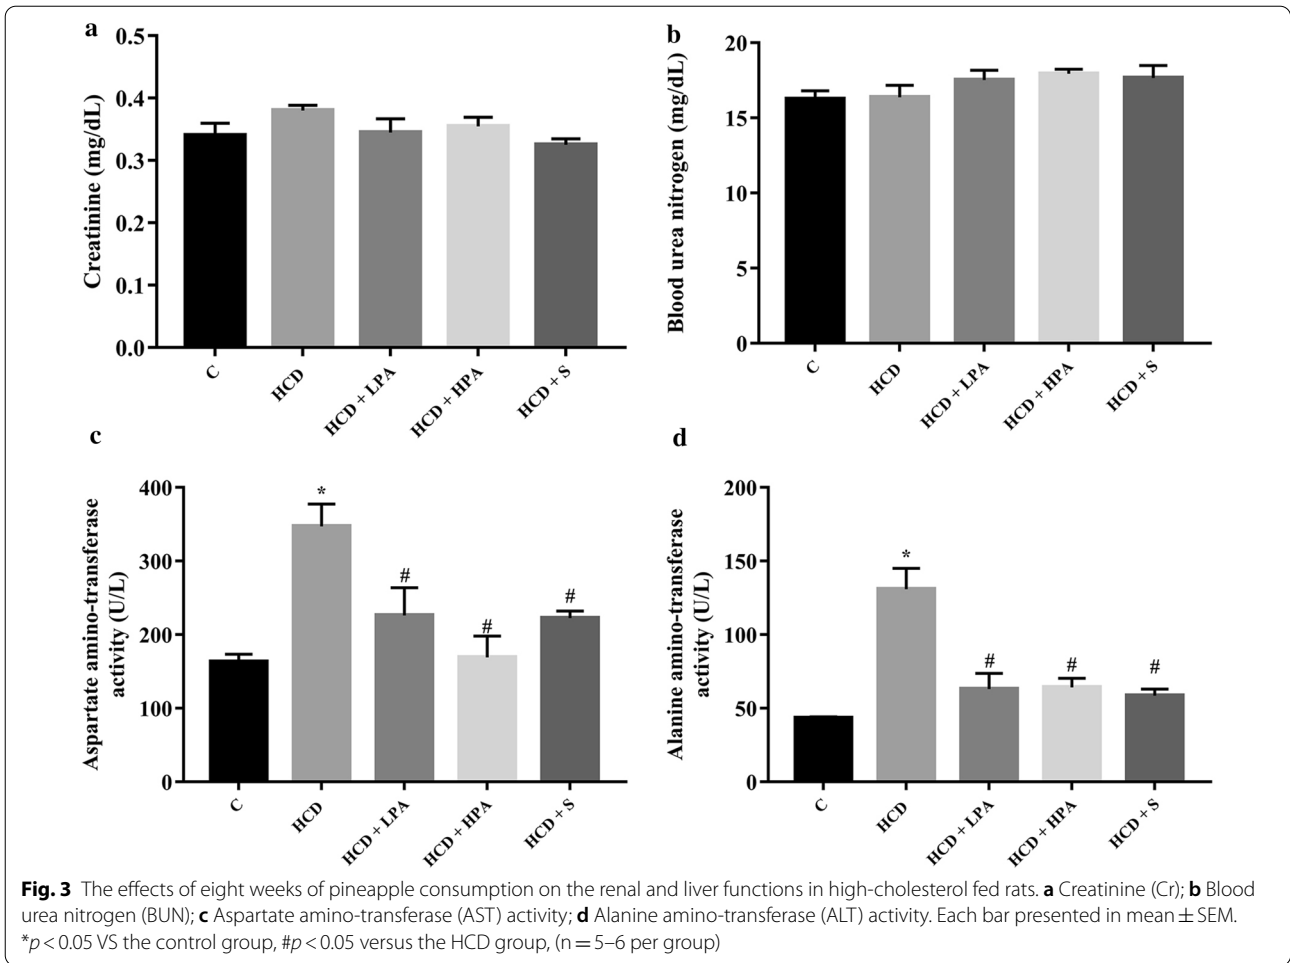 a
0.5
0.4
0.3
0.2
0.1
0.0
Creatinine (mg/dL)
C
HCD
HCD + LPA
HCD + HPA
HCD + S
b
20
15
10
5
0
Blood urea nitrogen (mg/dL)
C
HCD
HCD + LPA
HCD + HPA
HCD + S
c
400
300
200
100
0
Aspartate amino-transferase
activity (U/L)
*
#
#
#
C
HCD
HCD + LPA
HCD + HPA
HCD + S
d
200
150
100
50
0
Alanine amino-transferase
activity (U/L)
*
#
#
#
C
HCD
HCD + LPA
HCD + HPA
HCD + S
Fig. 3 The effects of eight weeks of pineapple consumption on the renal and liver functions in high-cholesterol fed rats. a Creatinine (Cr); b Blood
urea nitrogen (BUN); c Aspartate amino-transferase (AST) activity; d Alanine amino-transferase (ALT) activity. Each bar presented in mean ± SEM.
*p < 0.05 VS the control group, #p < 0.05 versus the HCD group, (n = 5–6 per group)